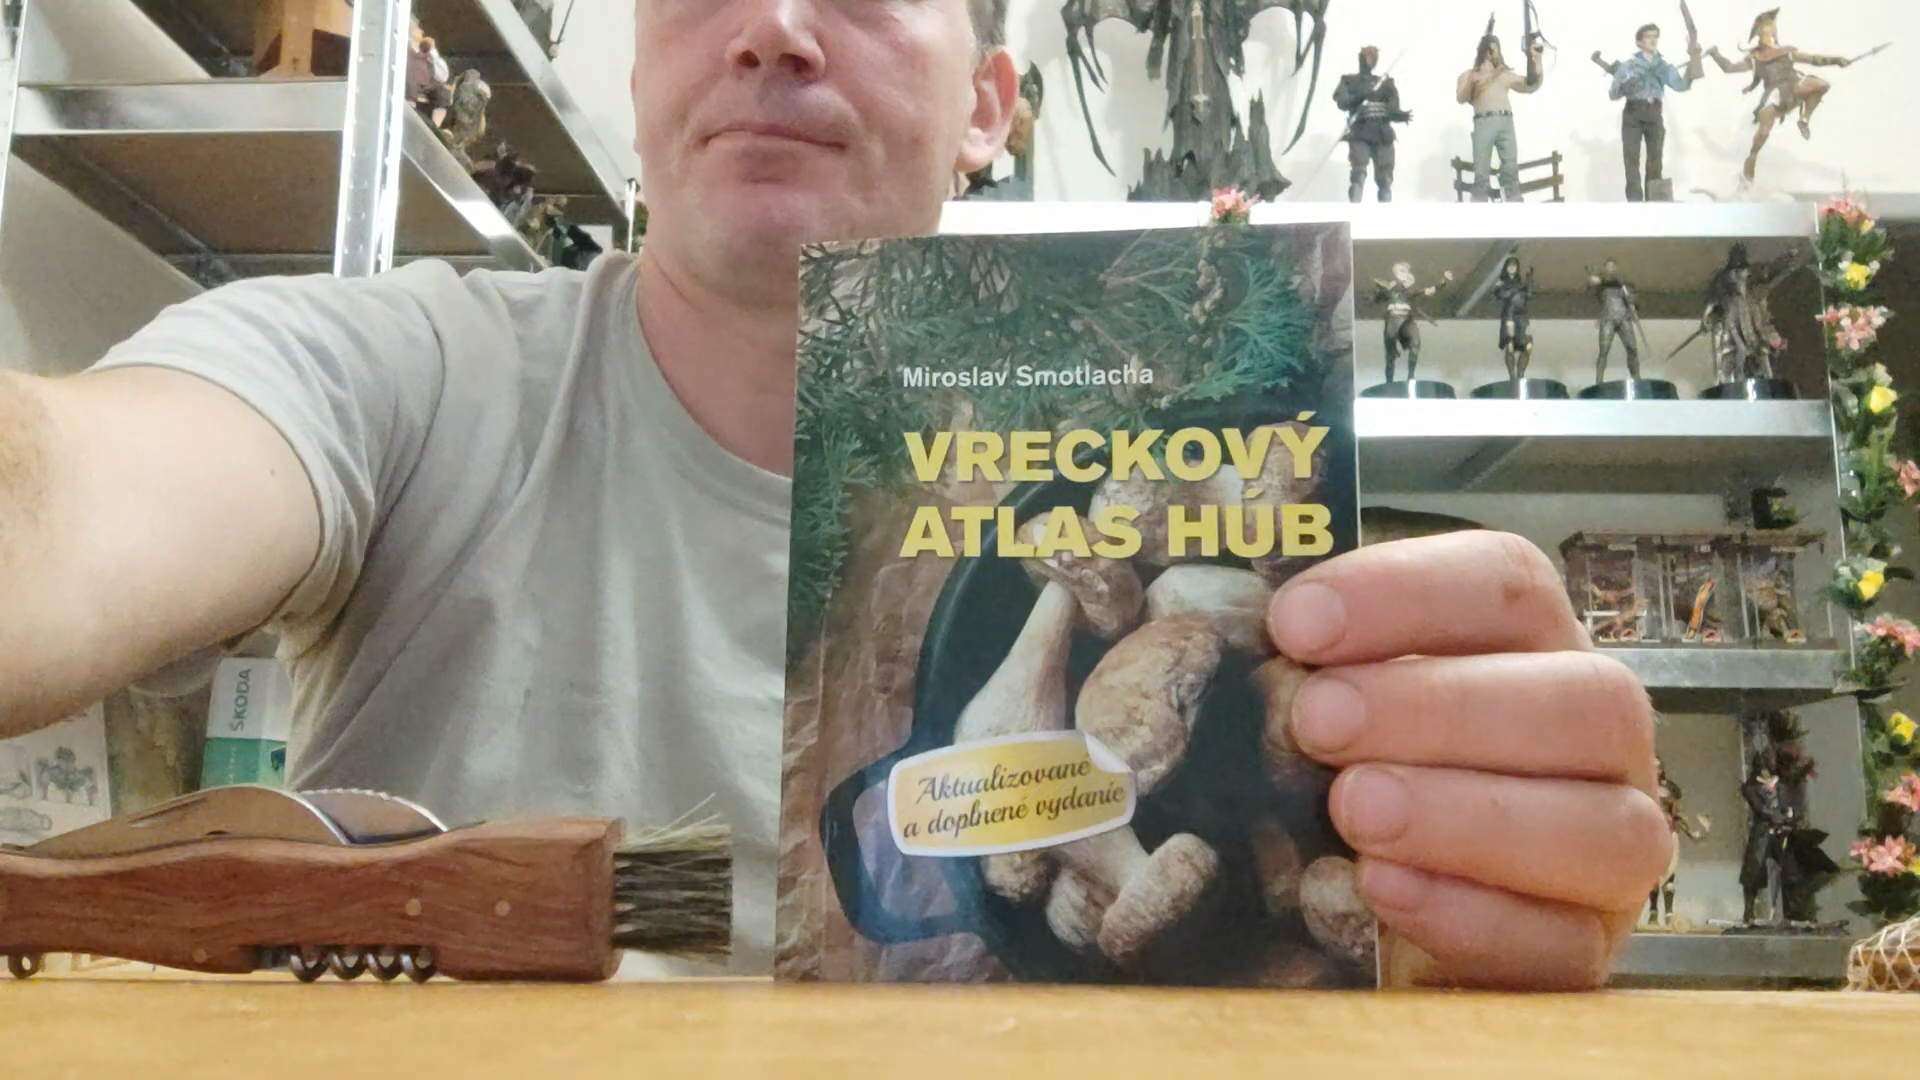 Miroslav Smotlacha
VRECKOVÝ
ATLAS HÚB
Aktualizované
a doplnené vydanie
ŠKODA